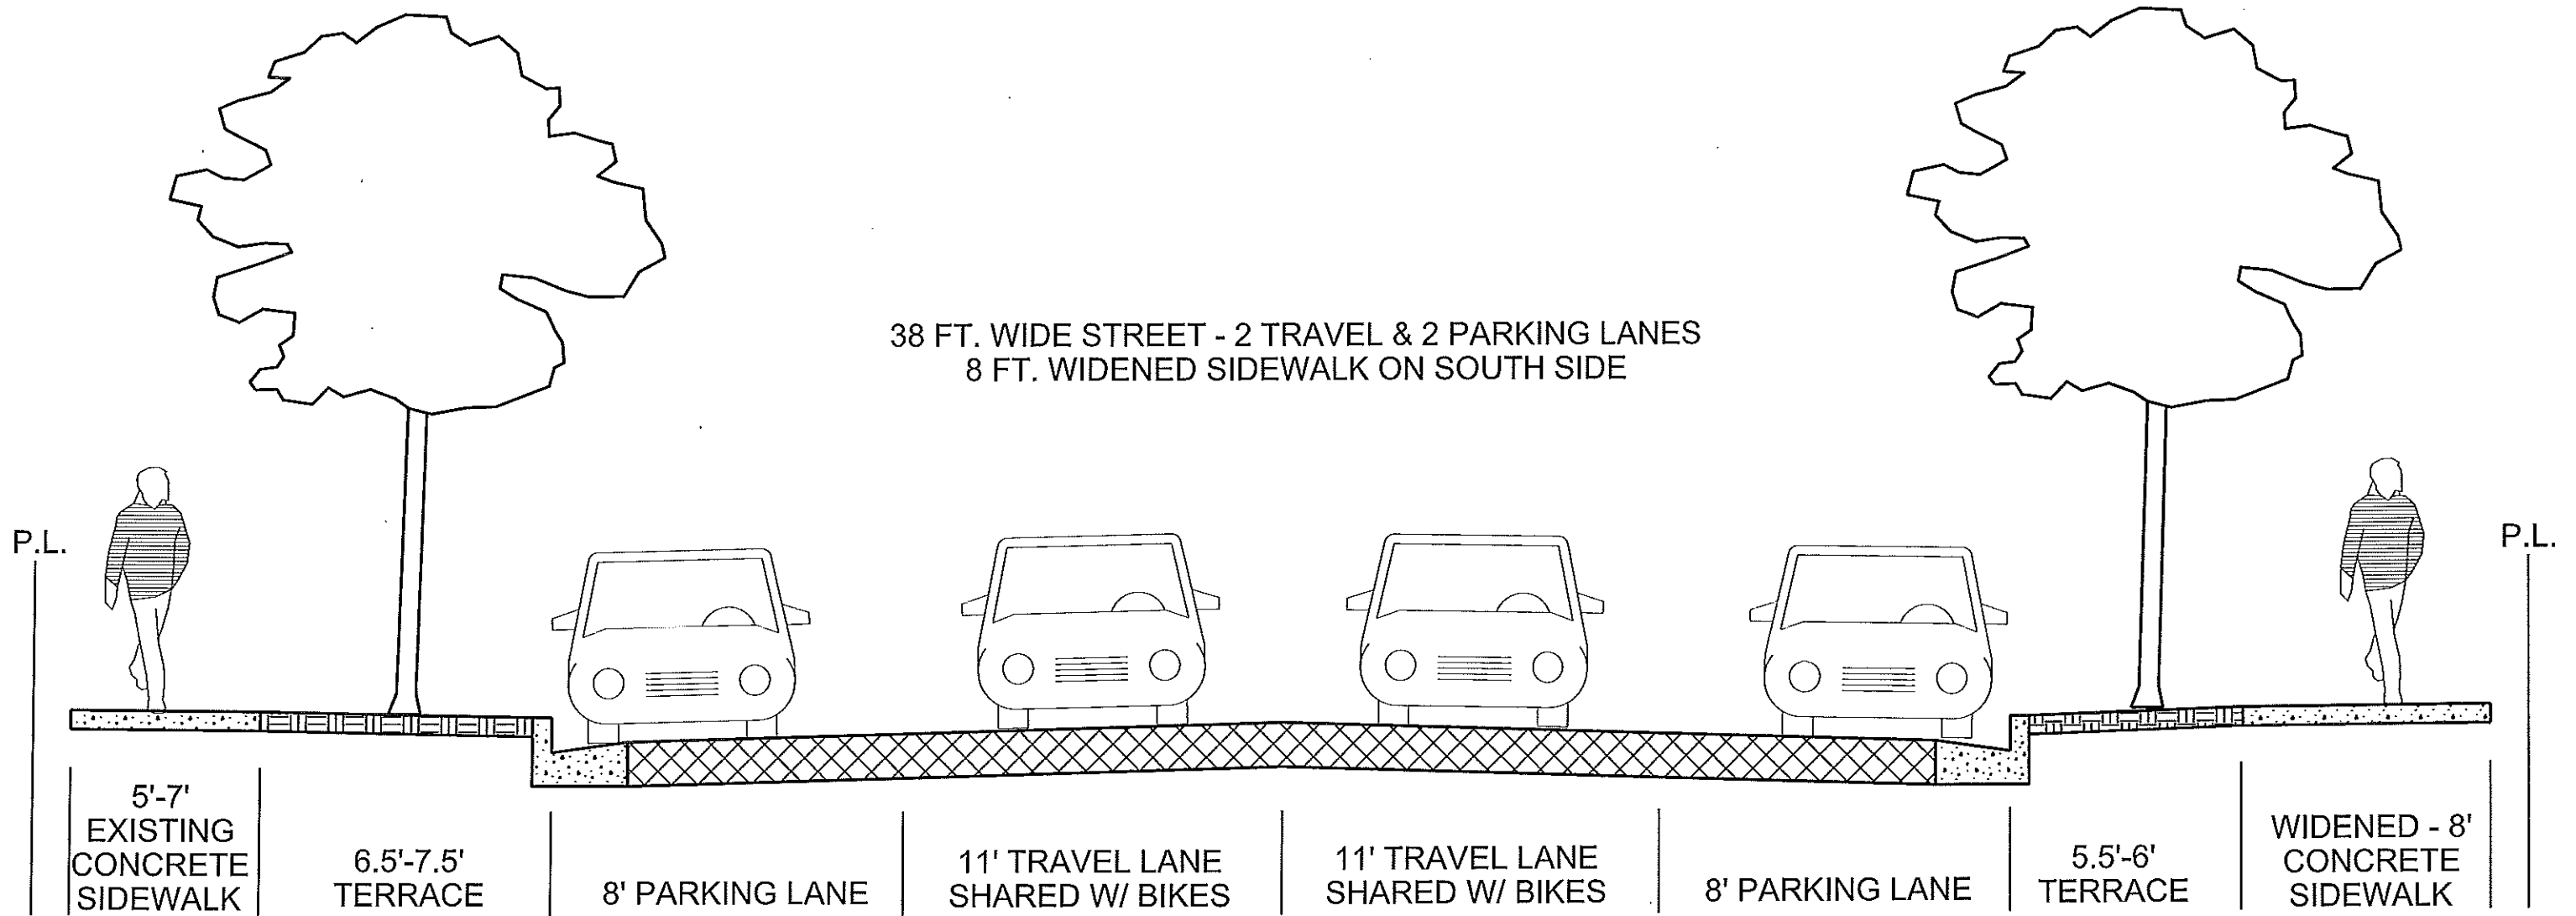 38 FT. WIDE STREET - 2 TRAVEL & 2 PARKING LANES
8 FT. WIDENED SIDEWALK ON SOUTH SIDE
P.L.
P.L.
5'-7'
EXISTING
CONCRETE
SIDEWALK
6.5'-7.5'
TERRACE
8' PARKING LANE
11' TRAVEL LANE
SHARED W/ BIKES
11' TRAVEL LANE
SHARED W/ BIKES
8' PARKING LANE
5.5'-6'
TERRACE
WIDENED - 8'
CONCRETE
SIDEWALK